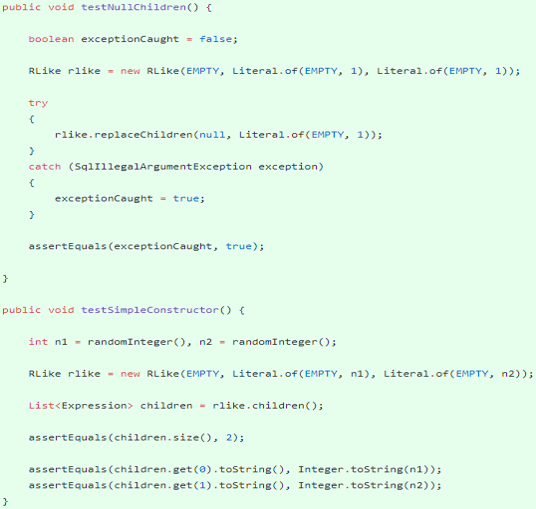 public void testNullChildren() {
boolean exceptionCaught = false;
RLike rlike = new RLike(EMPTY, Literal.of(EMPTY, 1), Literal.of(EMPTY, 1));
try
{
rlike.replaceChildren(null, Literal.of(EMPTY, 1));
}
catch (SqlIllegalArgumentException exception)
{
exceptionCaught = true;
}
assertEquals(exceptionCaught, true);
}
public void testSimpleConstructor() {
int n1 = randomInteger(), n2 = randomInteger();
RLike rlike = new RLike(EMPTY, Literal.of(EMPTY, n1), Literal.of(EMPTY, n2));
List<Expression> children = rlike.children();
assertEquals(children.size(), 2);
assertEquals(children.get(0).toString(), Integer.toString(n1));
assertEquals(children.get(1).toString(), Integer.toString(n2));
}